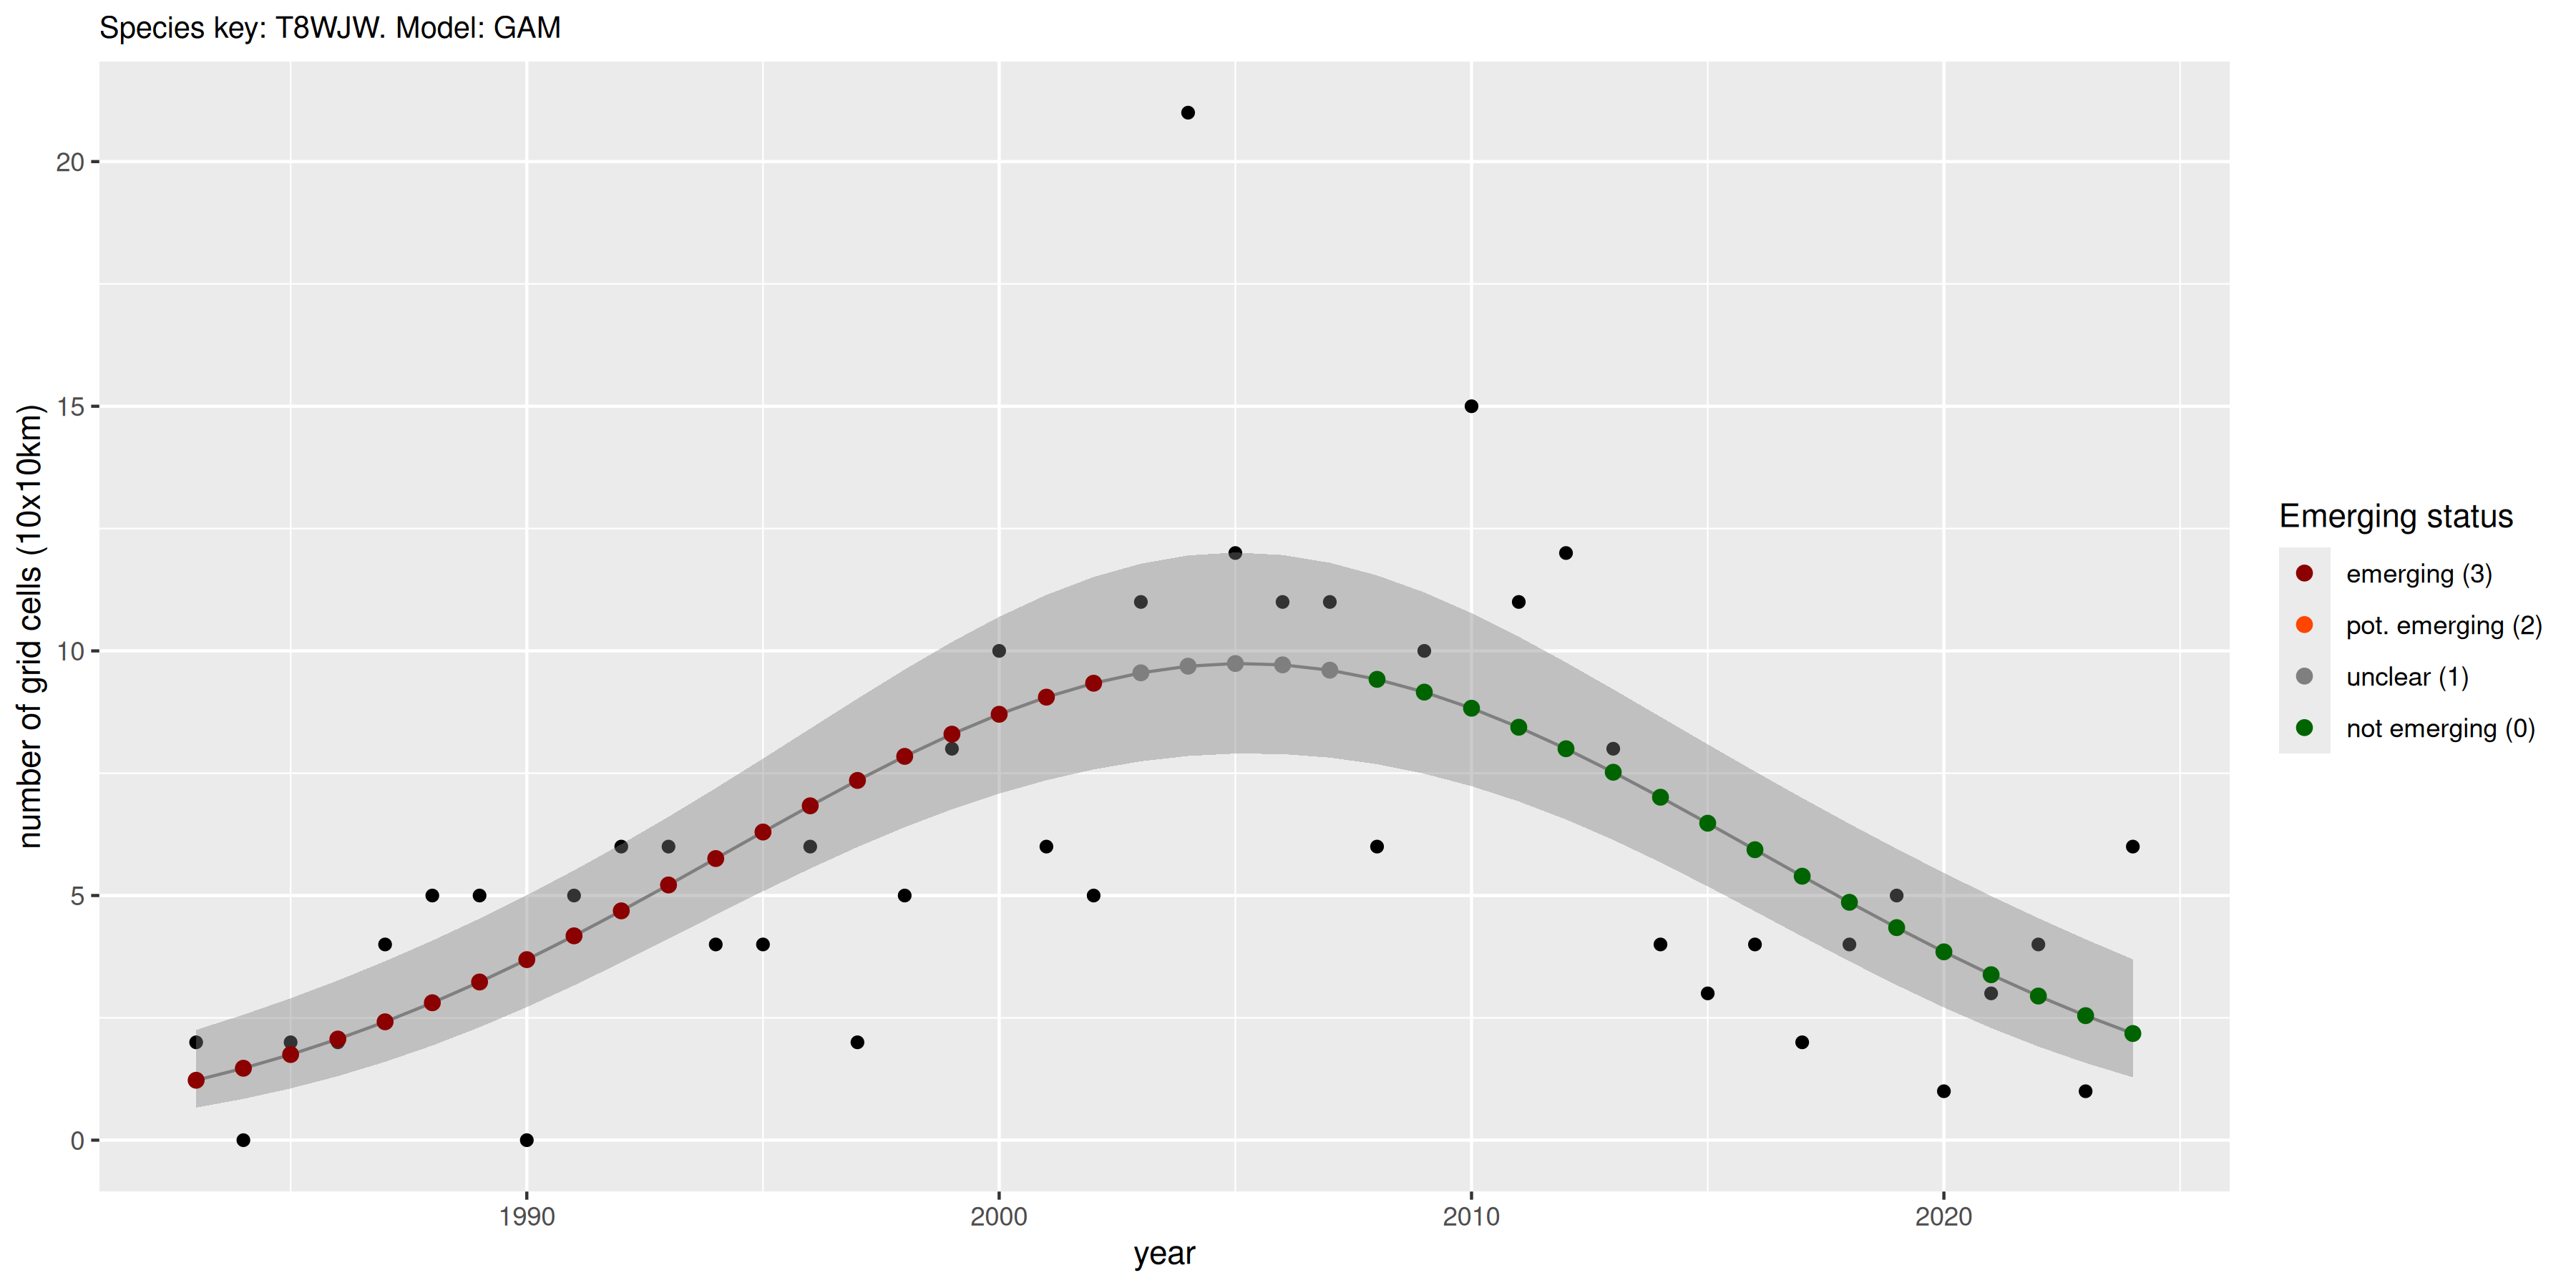 Species key: T8WJW. Model: GAM
20
15
10
5
0
number of grid cells (10x10km)
1990
2000
2010
2020
year
Emerging status
emerging (3)
pot. emerging (2)
unclear (1)
not emerging (0)